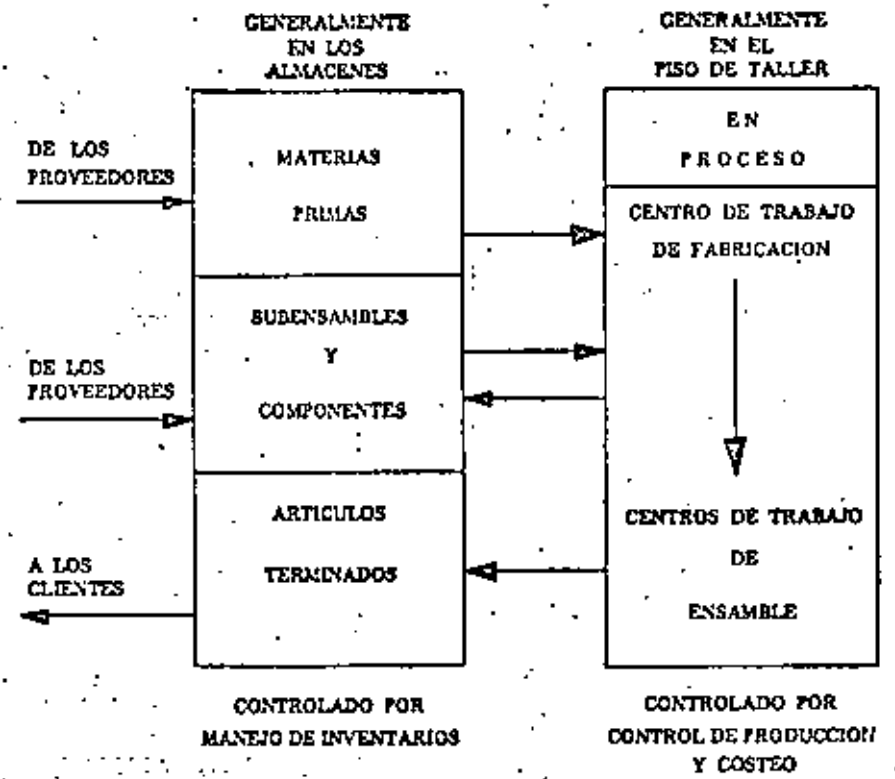 GENERALMENTE
EN LOS
ALMACENES
GENERALMENTE
EN EL
PISO DE TALLER
DE LOS
PROVEEDORES
MATERIAS
PRIMAS
DE LOS
PROVEEDORES
SUBENSAMBLES
Y
COMPONENTES
A LOS
CLIENTES
ARTICULOS
TERMINADOS
EN
PROCESO
CENTRO DE TRABAJO
DE FABRICACION
CENTROS DE TRABAJO
DE
ENSAMBLE
CONTROLADO POR
MANEJO DE INVENTARIOS
CONTROLADO POR
CONTROL DE PRODUCCION
Y COSTEO